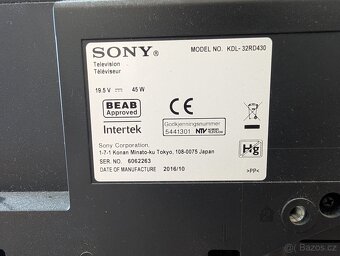 SONY®
MODEL NO. KDL-32RD430
Television
Téléviseur
19.5 V ⎓ 45 W
BEAB
Approved
CE
Intertek
Godkjenningsnummer
5441301 NTV
Sony Corporation
1-7-1 Konan Minato-ku Tokyo, 108-0075 Japan
SER. NO. 6062263
DATE OF MANUFACTURE 2016/10
Hg
>PP<
Bazos.cz